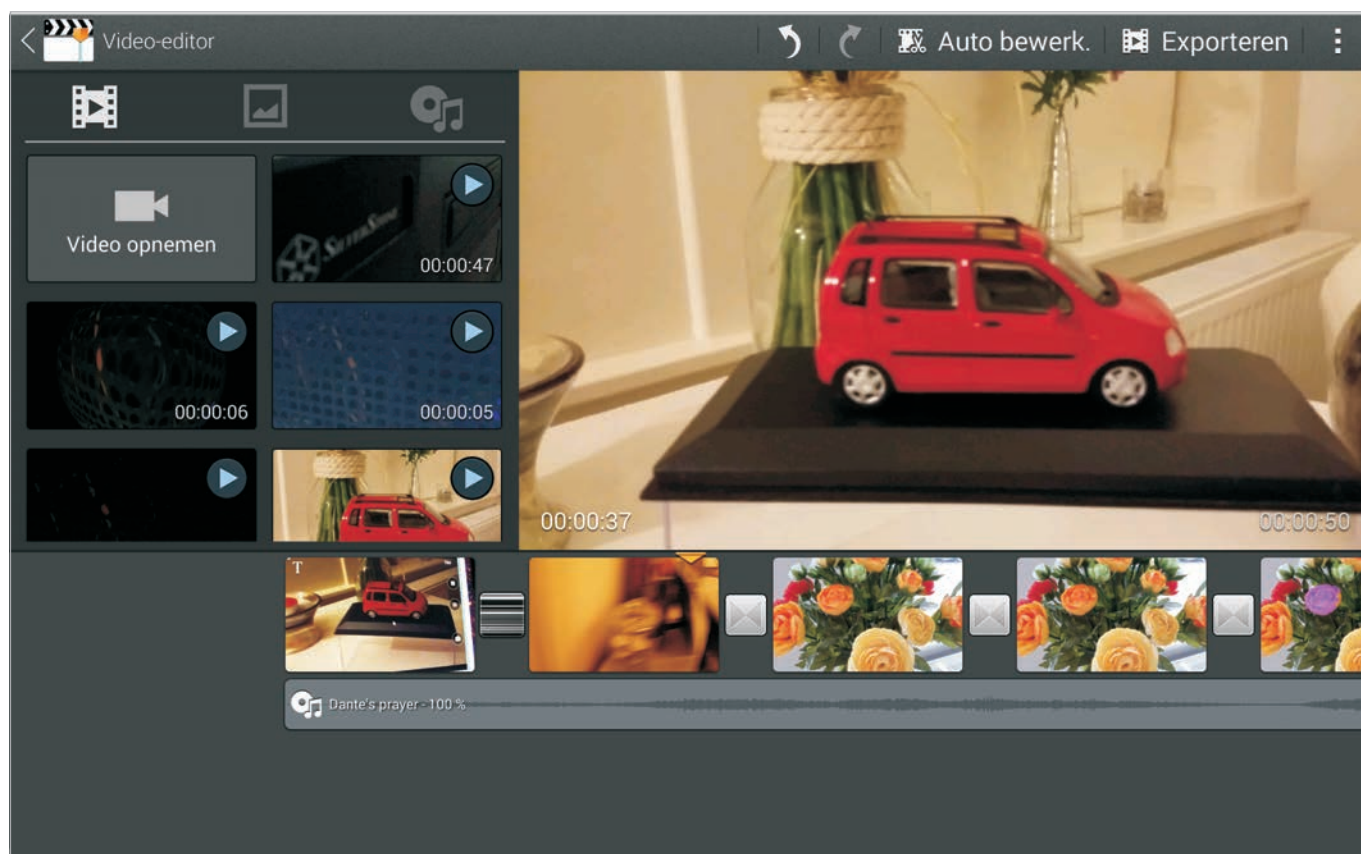 Video-editor
Auto bewerk.
Exporteren
Video opnemen
SILVERSTONE
00:00:47
00:00:06
00:00:05
00:00:37
00:00:50
T
Dante's prayer - 100 %